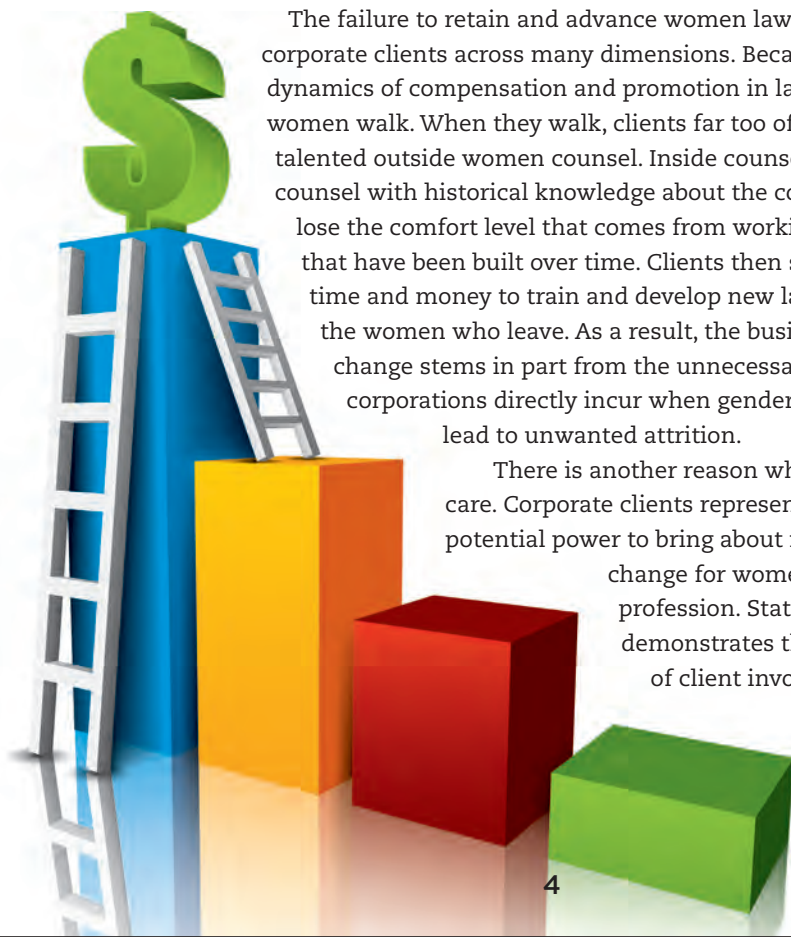 $
The failure to retain and advance women law
corporate clients across many dimensions. Beca
dynamics of compensation and promotion in la
women walk. When they walk, clients far too of
talented outside women counsel. Inside counse
counsel with historical knowledge about the co
lose the comfort level that comes from worki
that have been built over time. Clients then s
time and money to train and develop new la
the women who leave. As a result, the busi
change stems in part from the unnecessa
corporations directly incur when gender
lead to unwanted attrition.
There is another reason wh
care. Corporate clients represen
potential power to bring about
change for wome
profession. Stat
demonstrates th
of client invo
4